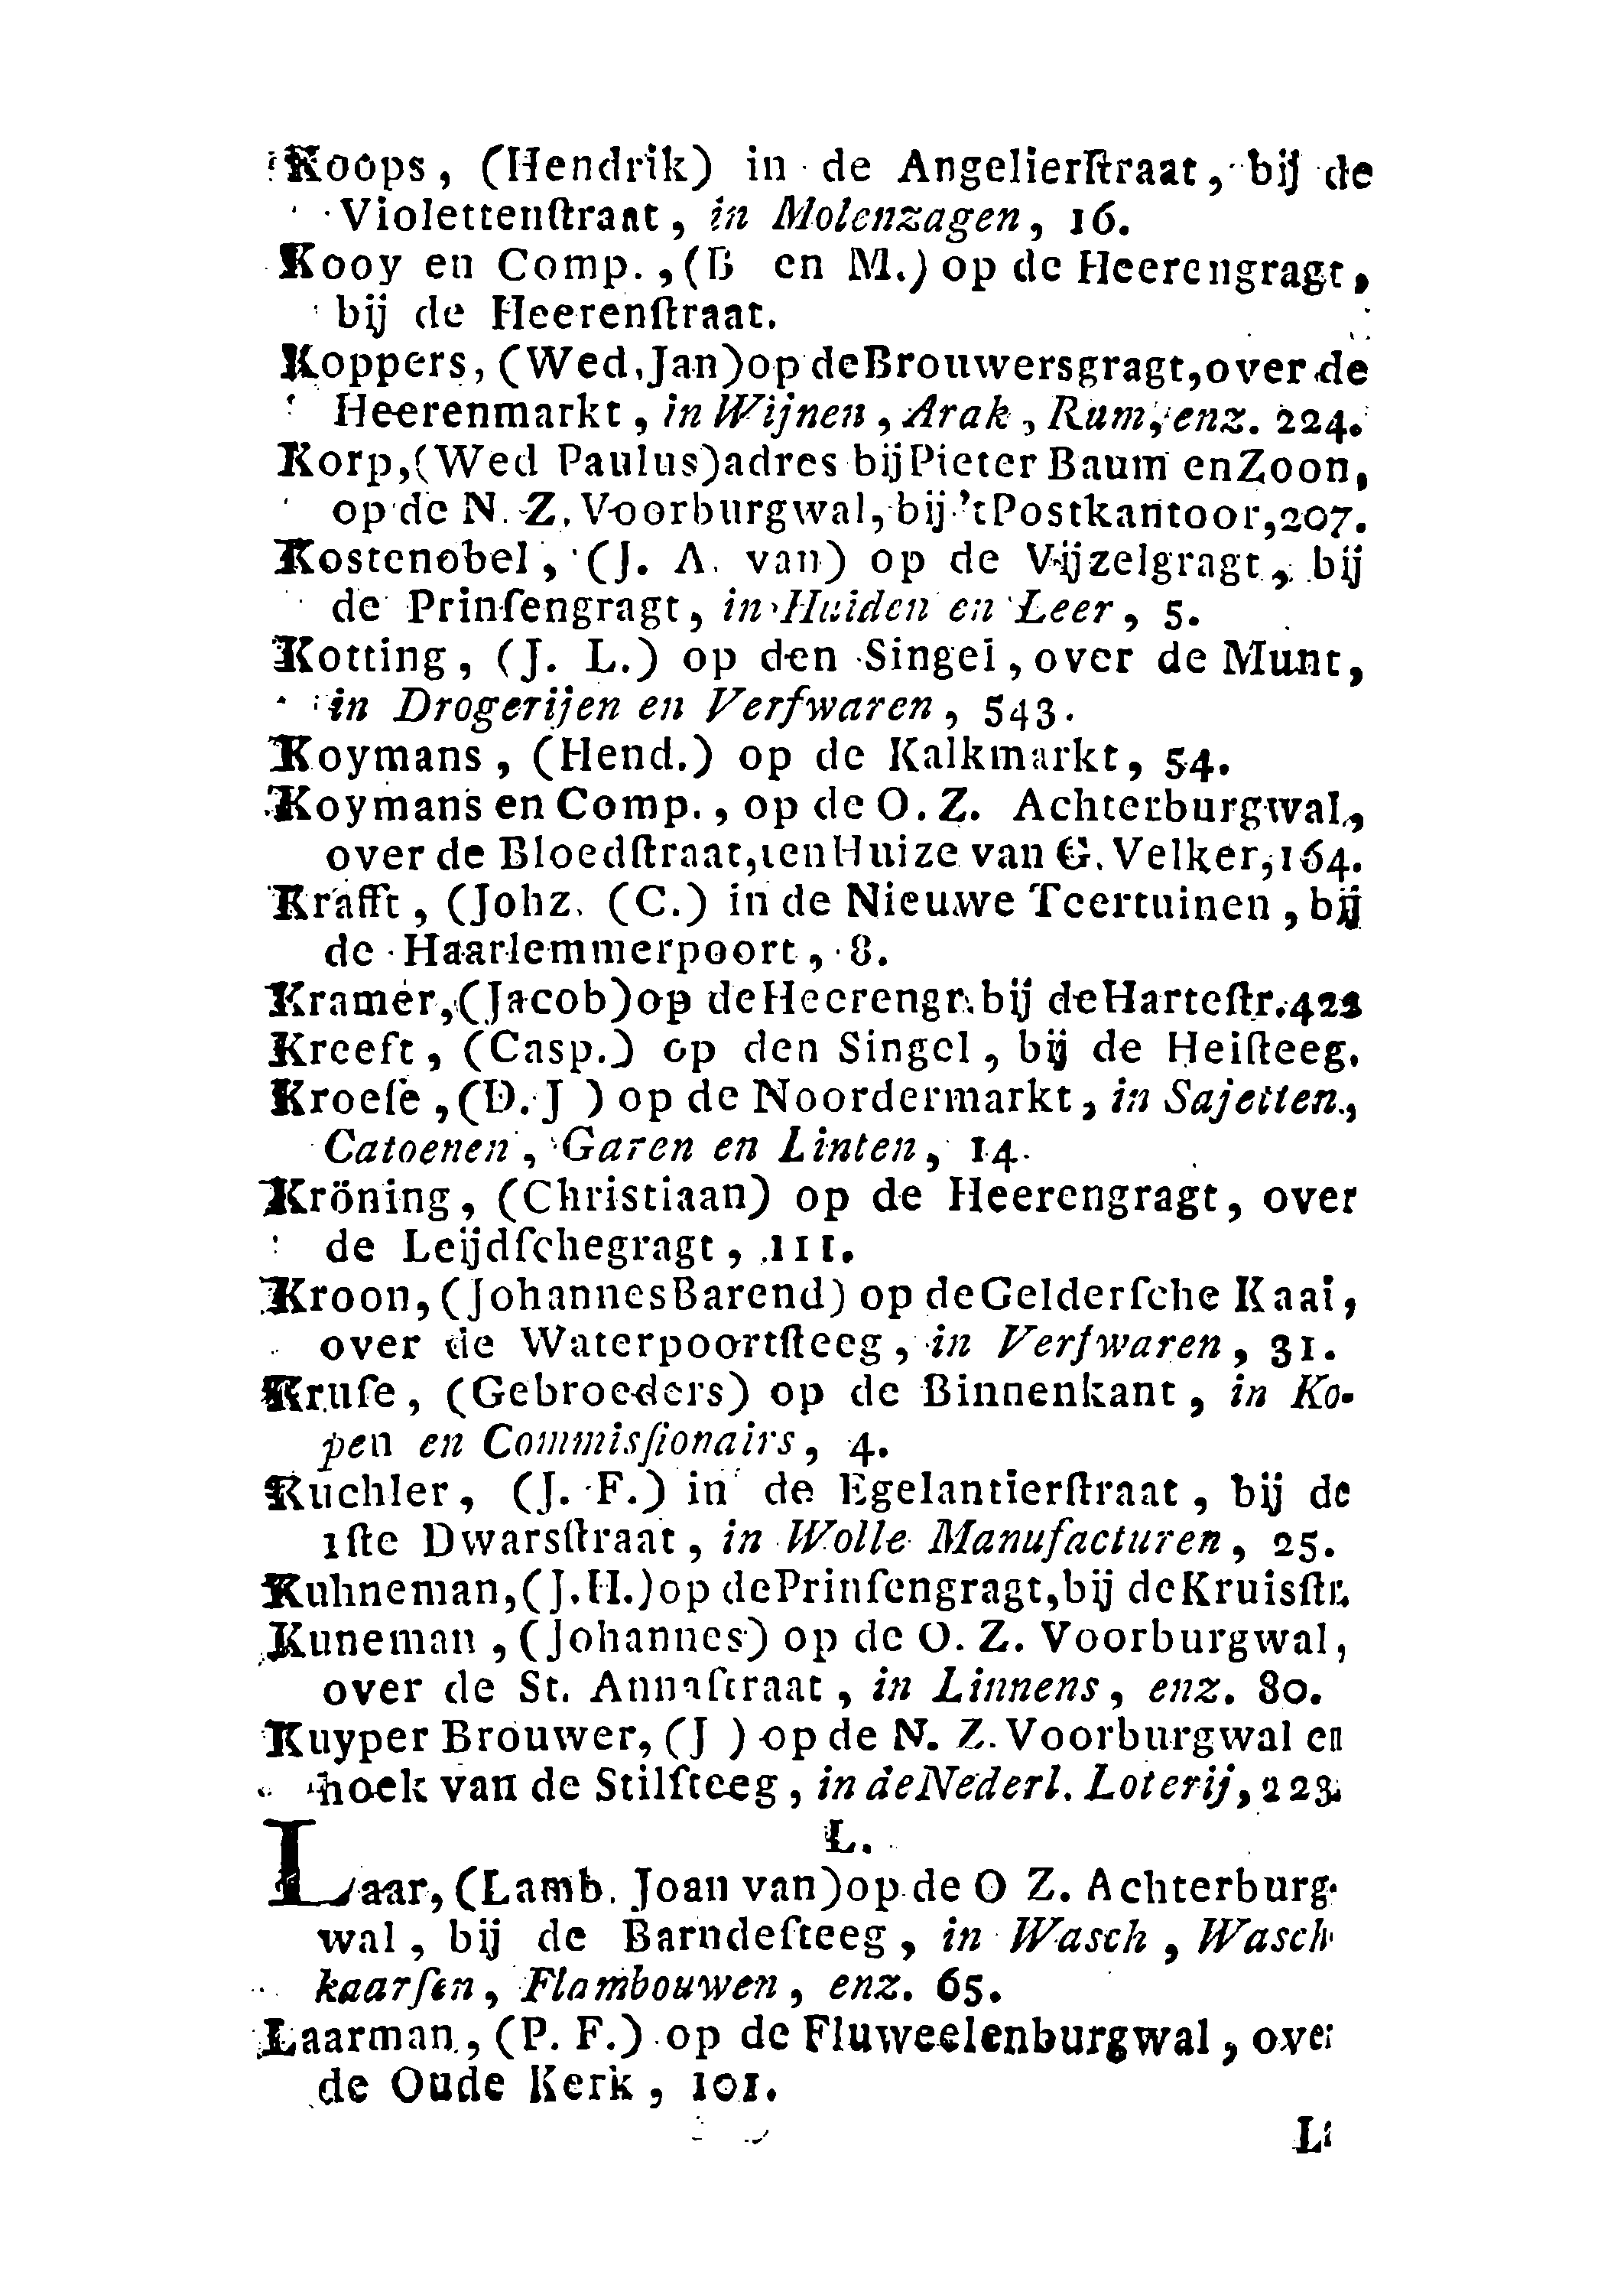 Koops, (Hendrik) in de Angelierſtraat, bij de
Violettenſtraat, in Molenzagen, 16.
Kooy en Comp., (B en M.) op de Heerengragt,
bij de Heerenſtraat.
Koppers, (Wed. Jan) op de Brouwersgragt, over de
Heerenmarkt, in Wijnen, Arak, Rum, enz. 224.
Korp, (Wed Paulus) adres bij Pieter Baum en Zoon,
op de N. Z. Voorburgwal, bij 't Postkantoor, 207.
Kostenobel, (J. A. van) op de Vijzelgragt, bij
de Prinſengragt, in Huiden en Leer, 5.
Kotting, (J. L.) op den Singel, over de Munt,
in Drogerijen en Verfwaren, 543.
Koymans, (Hend.) op de Kalkmarkt, 54.
Koymans en Comp., op de O. Z. Achterburgwal,
over de Bloedſtraat, ten Huize van G. Velker, 164.
Krafft, (Johz. (C.) in de Nieuwe Teertuinen, bij
de Haarlemmerpoort, 8.
Kramer, (Jacob) op de Heerengr. bij de Harteſtr. 422
Kreeft, (Casp.) op den Singel, bij de Heiſteeg.
Kroeſe, (D. J ) op de Noordermarkt, in Sajetten,
Catoenen, Garen en Linten, 14.
Kröning, (Christiaan) op de Heerengragt, over
de Leijdſchegragt, 111.
Kroon, (Johannes Barend) op de Gelderſche Kaai,
over de Waterpoortſteeg, in Verfwaren, 31.
Kruſe, (Gebroeders) op de Binnenkant, in Ko-
pen en Commisſionairs, 4.
Kuchler, (J. F.) in de Egelantierſtraat, bij de
1ſte Dwarsſtraat, in Wolle Manufacturen, 25.
Kuhneman, (J. H.) op de Prinſengragt, bij de Kruisſtr.
Kuneman, (Johannes) op de O. Z. Voorburgwal,
over de St. Annaſtraat, in Linnens, enz. 80.
Kuyper Brouwer, (J ) op de N. Z. Voorburgwal en
hoek van de Stilſteeg, in de Nederl. Loterij, 223.
L.
Laar, (Lamb. Joan van) op de O Z. Achterburg-
wal, bij de Barndeſteeg, in Wasch, Wasch-
kaarſen, Flambouwen, enz. 65.
Laarman, (P. F.) op de Fluweelenburgwal, over
de Oude Kerk, 101.